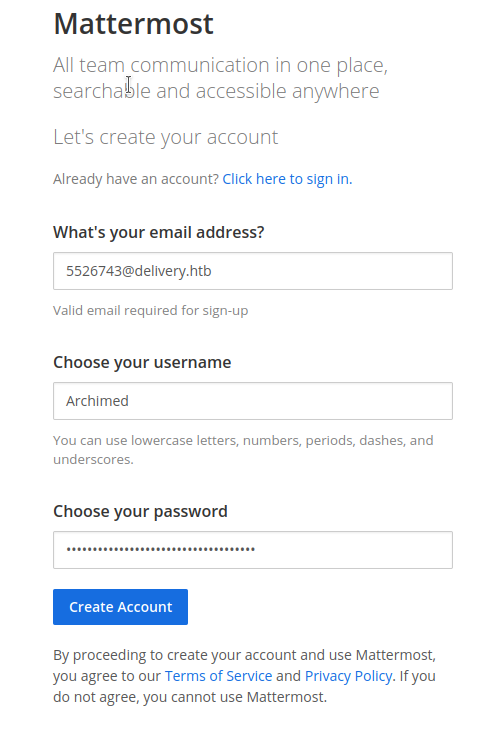 Mattermost
All team communication in one place,
searchable and accessible anywhere
Let's create your account
Already have an account? Click here to sign in.
What's your email address?
5526743@delivery.htb
Valid email required for sign-up
Choose your username
Archimed
You can use lowercase letters, numbers, periods, dashes, and
underscores.
Choose your password
••••••••••••••••••••••••••••••••••••
Create Account
By proceeding to create your account and use Mattermost,
you agree to our Terms of Service and Privacy Policy. If you
do not agree, you cannot use Mattermost.